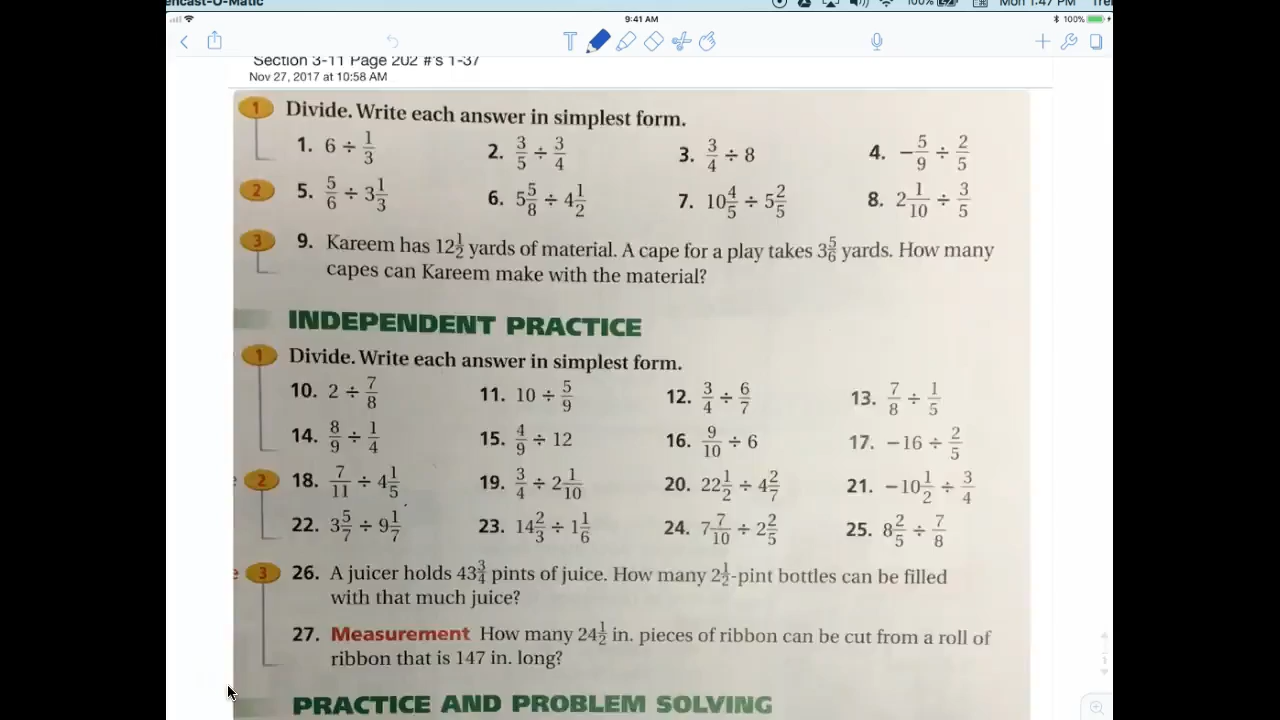 encast-O-Matic 100% Mon 1:47 PM
9:41 AM 100%
Section 3-11 Page 202 #'s 1-37
Nov 27, 2017 at 10:58 AM
1 Divide. Write each answer in simplest form.
1. 6 ÷ 1/3 2. 3/5 ÷ 3/4 3. 3/4 ÷ 8 4. −5/9 ÷ 2/5
2 5. 5/6 ÷ 3 1/3 6. 5 5/8 ÷ 4 1/2 7. 10 4/5 ÷ 5 2/5 8. 2 1/10 ÷ 3/5
3 9. Kareem has 12 1/2 yards of material. A cape for a play takes 3 5/6 yards. How many
capes can Kareem make with the material?
INDEPENDENT PRACTICE
1 Divide. Write each answer in simplest form.
10. 2 ÷ 7/8 11. 10 ÷ 5/9 12. 3/4 ÷ 6/7 13. 7/8 ÷ 1/5
14. 8/9 ÷ 1/4 15. 4/9 ÷ 12 16. 9/10 ÷ 6 17. −16 ÷ 2/5
2 18. 7/11 ÷ 4 1/5 19. 3/4 ÷ 2 1/10 20. 22 1/2 ÷ 4 2/7 21. −10 1/2 ÷ 3/4
22. 3 5/7 ÷ 9 1/7 23. 14 2/3 ÷ 1 1/6 24. 7 7/10 ÷ 2 2/5 25. 8 2/5 ÷ 7/8
3 26. A juicer holds 43 3/4 pints of juice. How many 2 1/2-pint bottles can be filled
with that much juice?
27. Measurement How many 24 1/2 in. pieces of ribbon can be cut from a roll of
ribbon that is 147 in. long?
PRACTICE AND PROBLEM SOLVING